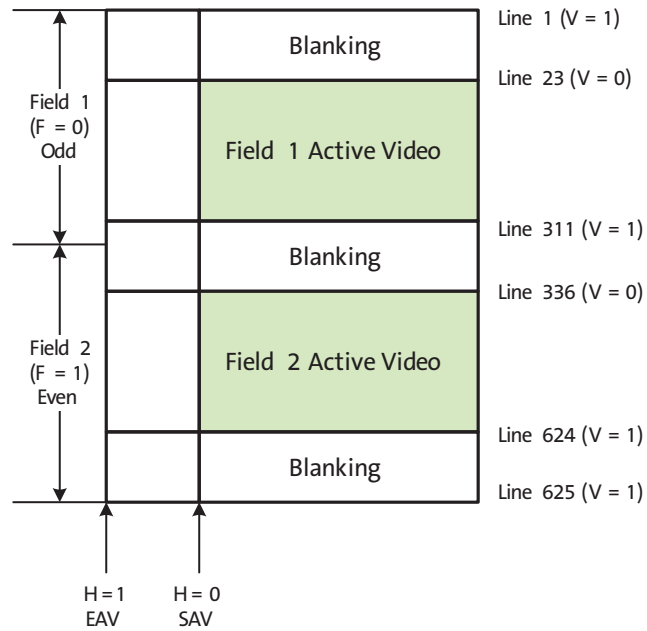 Line 1 (V = 1)
Blanking
Line 23 (V = 0)
Field 1
(F = 0)
Odd
Field 1 Active Video
Line 311 (V = 1)
Blanking
Line 336 (V = 0)
Field 2
(F = 1)
Even
Field 2 Active Video
Line 624 (V = 1)
Blanking
Line 625 (V = 1)
H = 1
EAV
H = 0
SAV